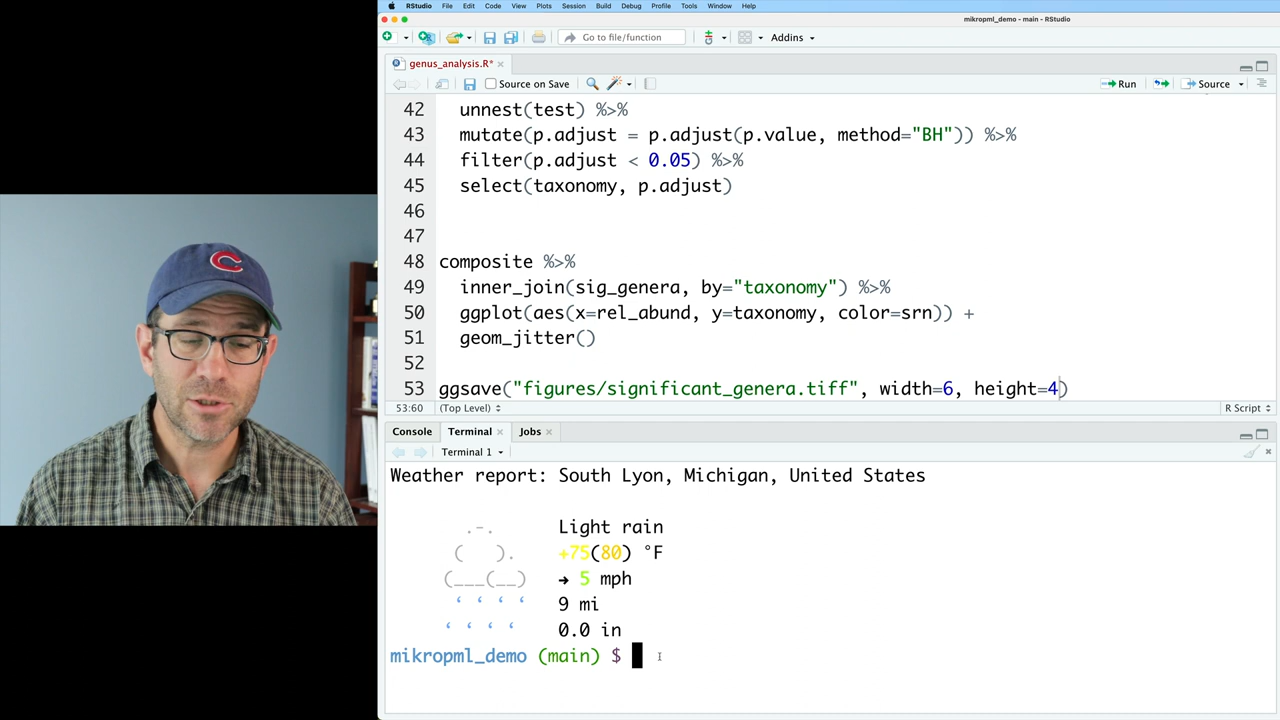 RStudio File Edit Code View Plots Session Build Debug Profile Tools Window Help
mikropml_demo - main - RStudio
Go to file/function Addins
genus_analysis.R*
Source on Save Run Source
42 unnest(test) %>%
43 mutate(p.adjust = p.adjust(p.value, method="BH")) %>%
44 filter(p.adjust < 0.05) %>%
45 select(taxonomy, p.adjust)
46
47
48 composite %>%
49 inner_join(sig_genera, by="taxonomy") %>%
50 ggplot(aes(x=rel_abund, y=taxonomy, color=srn)) +
51 geom_jitter()
52
53 ggsave("figures/significant_genera.tiff", width=6, height=4)
53:60 (Top Level) R Script
Console Terminal Jobs
Terminal 1
Weather report: South Lyon, Michigan, United States
Light rain
+75(80) °F
→ 5 mph
9 mi
0.0 in
mikropml_demo (main) $
C